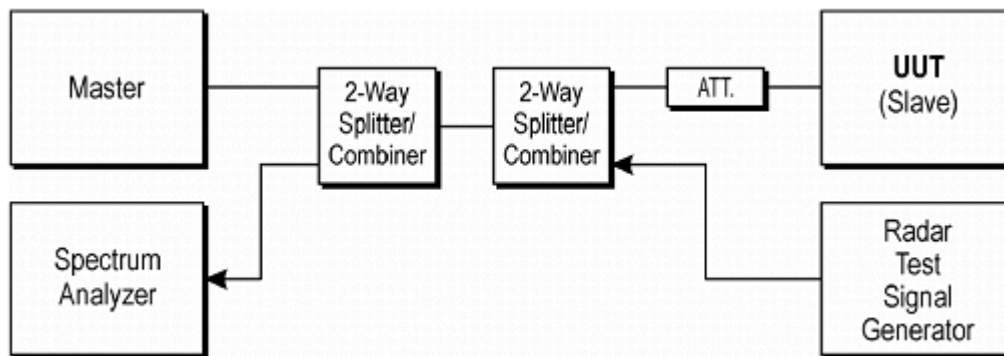 Master
2-Way
Splitter/
Combiner
2-Way
Splitter/
Combiner
ATT.
UUT
(Slave)
Spectrum
Analyzer
Radar
Test
Signal
Generator